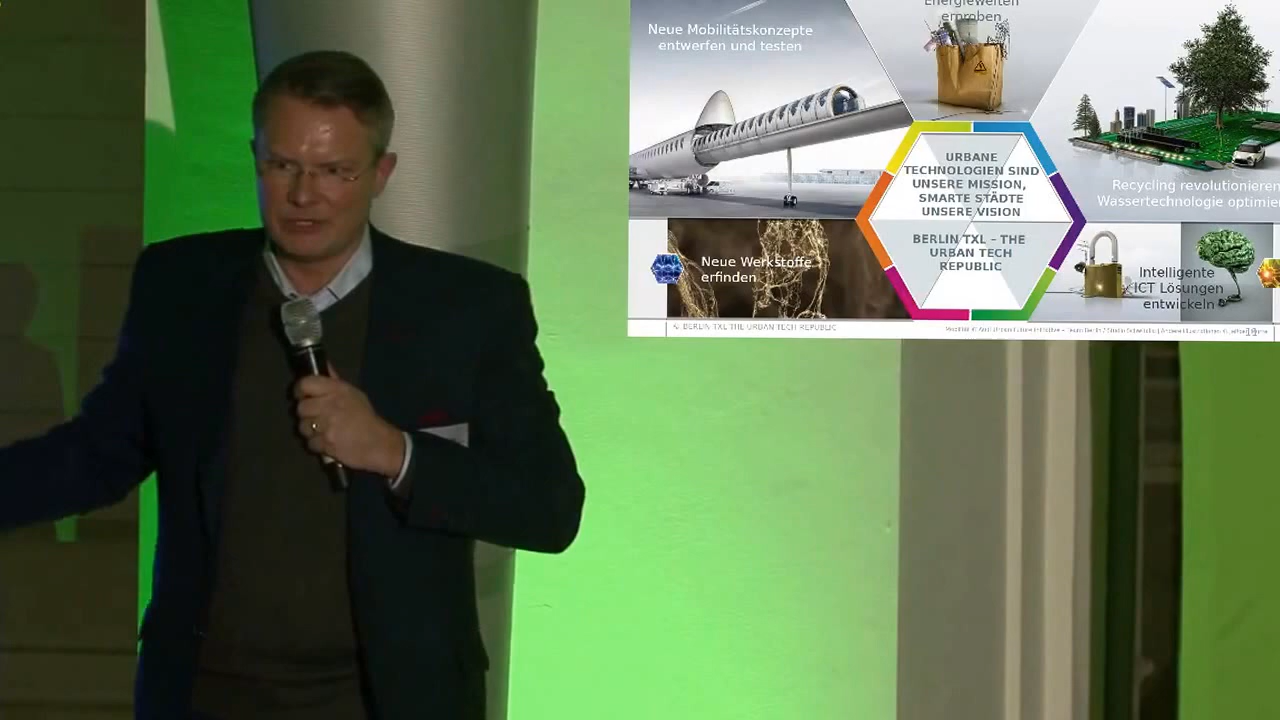 Neue Mobilitätskonzepte
entwerfen und testen
Energiewelten
erproben
URBANE
TECHNOLOGIEN SIND
UNSERE MISSION,
SMARTE STÄDTE
UNSERE VISION
BERLIN TXL – THE
URBAN TECH
REPUBLIC
Recycling revolutionieren
Wassertechnologie optimier
Neue Werkstoffe
erfinden
Intelligente
ICT Lösungen
entwickeln
BERLIN TXL THE URBAN TECH REPUBLIC